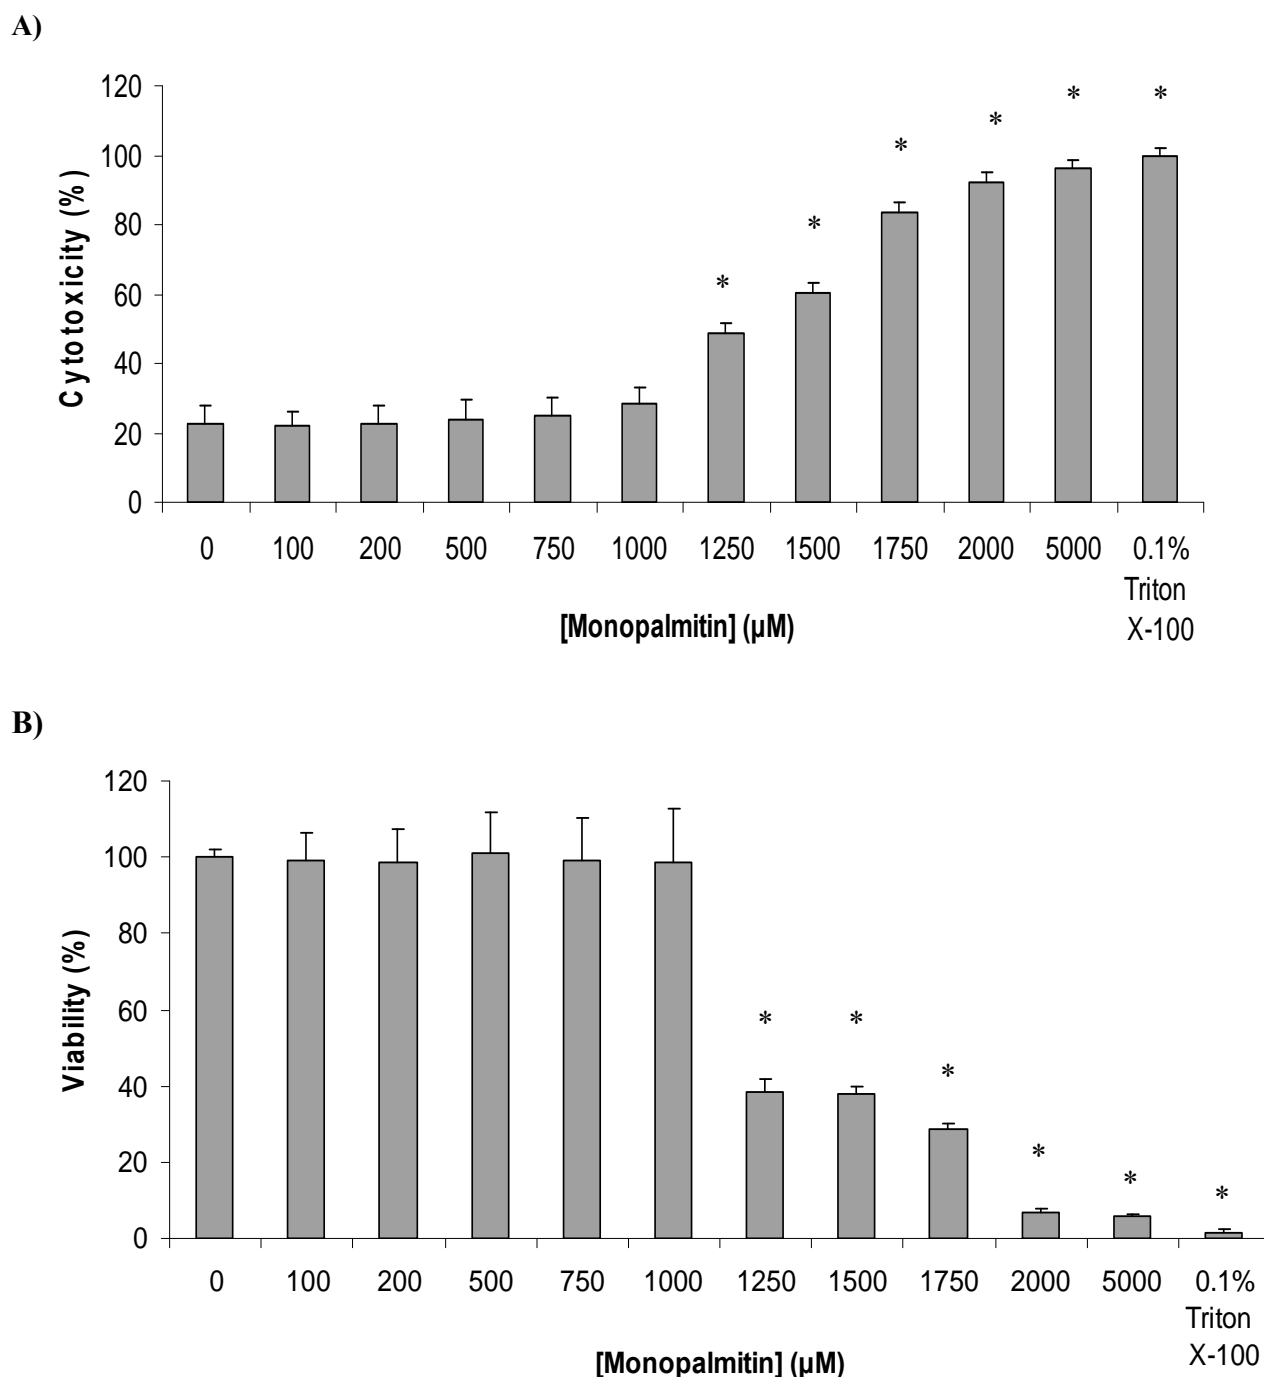 A)
120
* * * * * *
100
80
60
40
20
0
Cytotoxicity (%)
0 100 200 500 750 1000 1250 1500 1750 2000 5000 0.1%
Triton
X-100
[Monopalmitin] (µM)
B)
120
100
80
60
40
20
0
Viability (%)
* * * * * *
0 100 200 500 750 1000 1250 1500 1750 2000 5000 0.1%
Triton
X-100
[Monopalmitin] (µM)